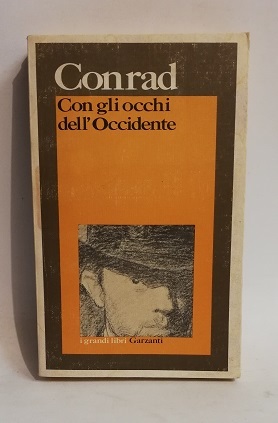 Conrad
Con gli occhi
dell'Occidente
i grandi libri Garzanti